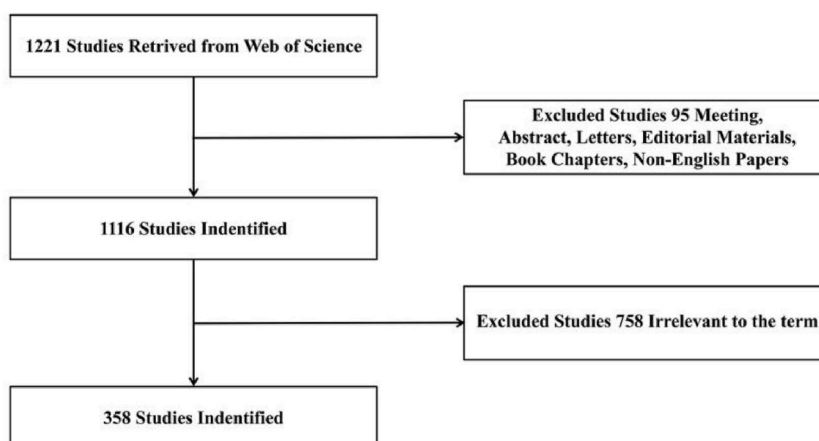 1221 Studies Retrived from Web of Science
Excluded Studies 95 Meeting,
Abstract, Letters, Editorial Materials,
Book Chapters, Non-English Papers
1116 Studies Indentified
Excluded Studies 758 Irrelevant to the term
358 Studies Indentified